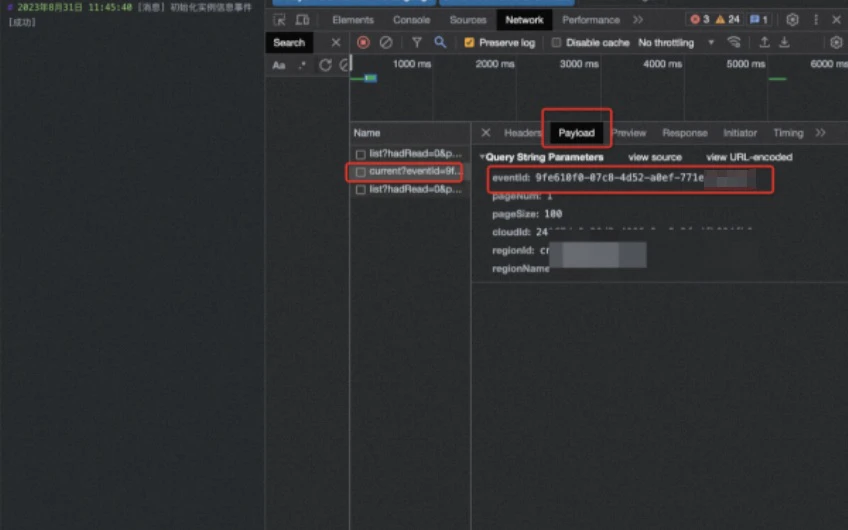 # 2023年8月31日 11:45:40 [消息] 初始化实例信息事件
[成功]
Elements Console Sources Network Performance 3 24 1
Search
Preserve log Disable cache No throttling
Aa .*
1000 ms 2000 ms 3000 ms 4000 ms 5000 ms 6000 ms
Name
Headers Payload Preview Response Initiator Timing
list?hadRead=0&p...
current?eventId=9f...
list?hadRead=0&p...
Query String Parameters view source view URL-encoded
eventId: 9fe610f0-07c8-4d52-a0ef-771e
pageNum: 1
pageSize: 100
cloudId: 24
regionId: cn
regionName